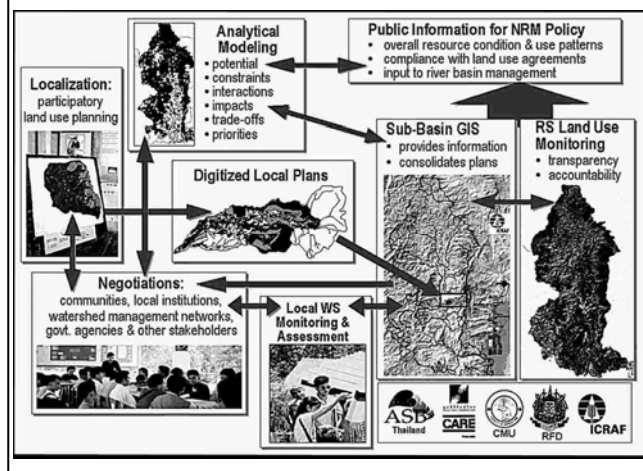 Analytical
Modeling
• potential
• constraints
• interactions
• impacts
• trade-offs
• priorities
Public Information for NRM Policy
• overall resource condition & use patterns
• compliance with land use agreements
• input to river basin management
Localization:
participatory
land use planning
Digitized Local Plans
Sub-Basin GIS
• provides information
• consolidates plans
ICRAF
RS Land Use
Monitoring
• transparency
• accountability
Negotiations:
communities, local institutions,
watershed management networks,
govt. agencies & other stakeholders
Local WS
Monitoring &
Assessment
ASB
Thailand
CARE
CMU
RFD
ICRAF